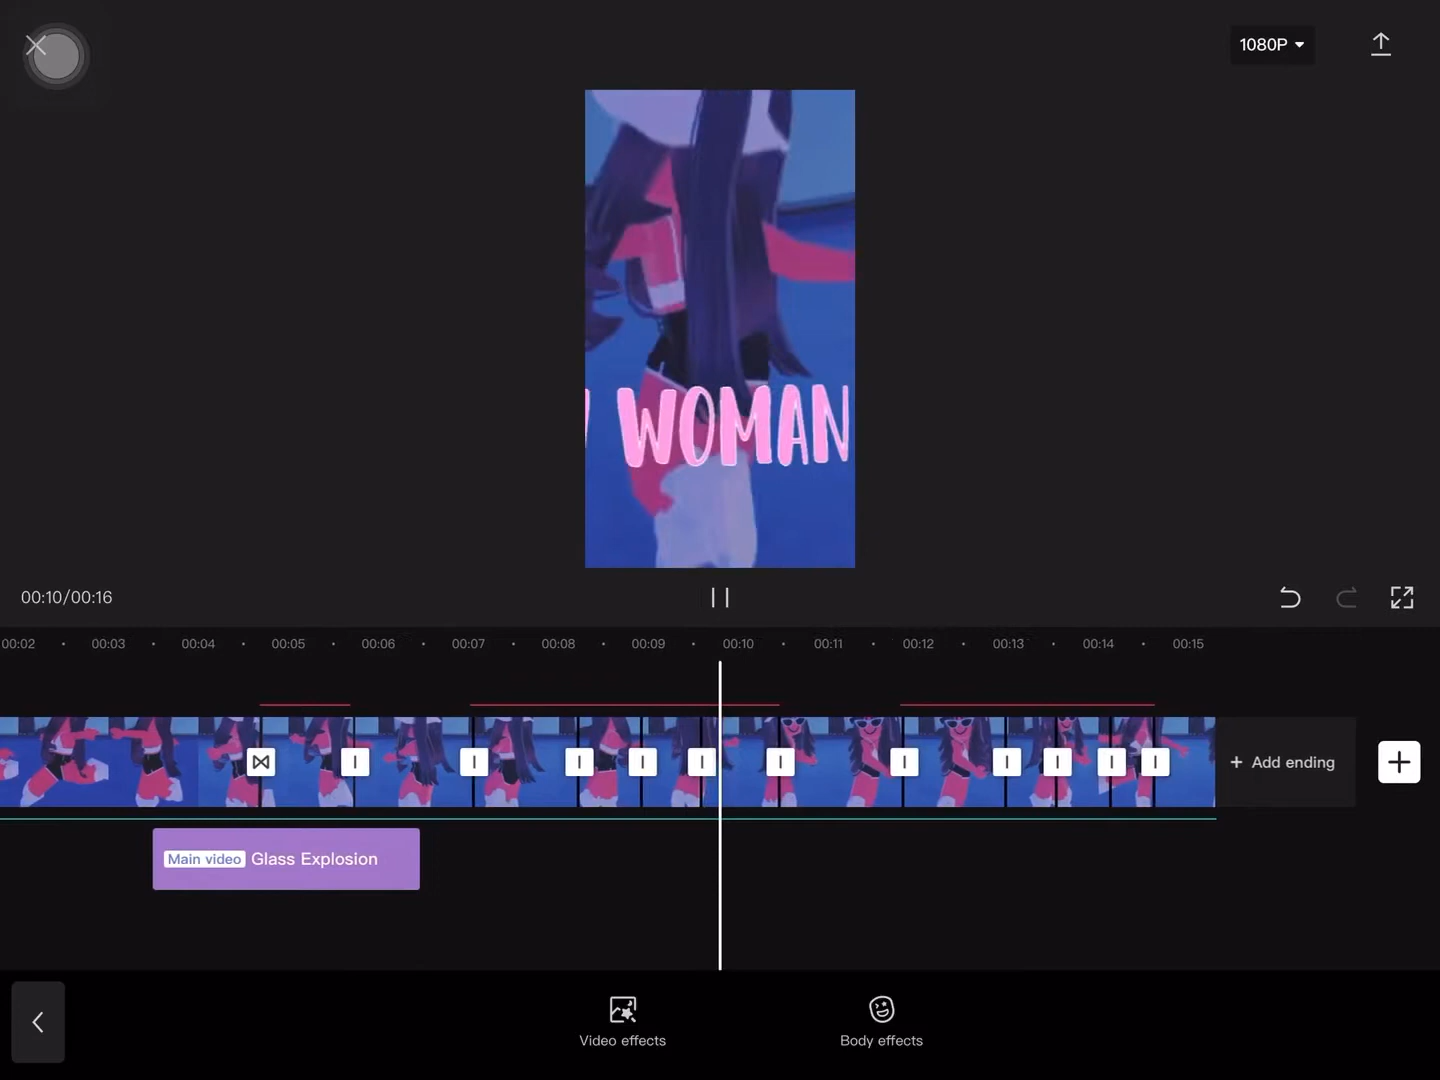 1080P
WOMAN
00:10/00:16
00:02 00:03 00:04 00:05 00:06 00:07 00:08 00:09 00:10 00:11 00:12 00:13 00:14 00:15
+ Add ending
Main video Glass Explosion
Video effects Body effects